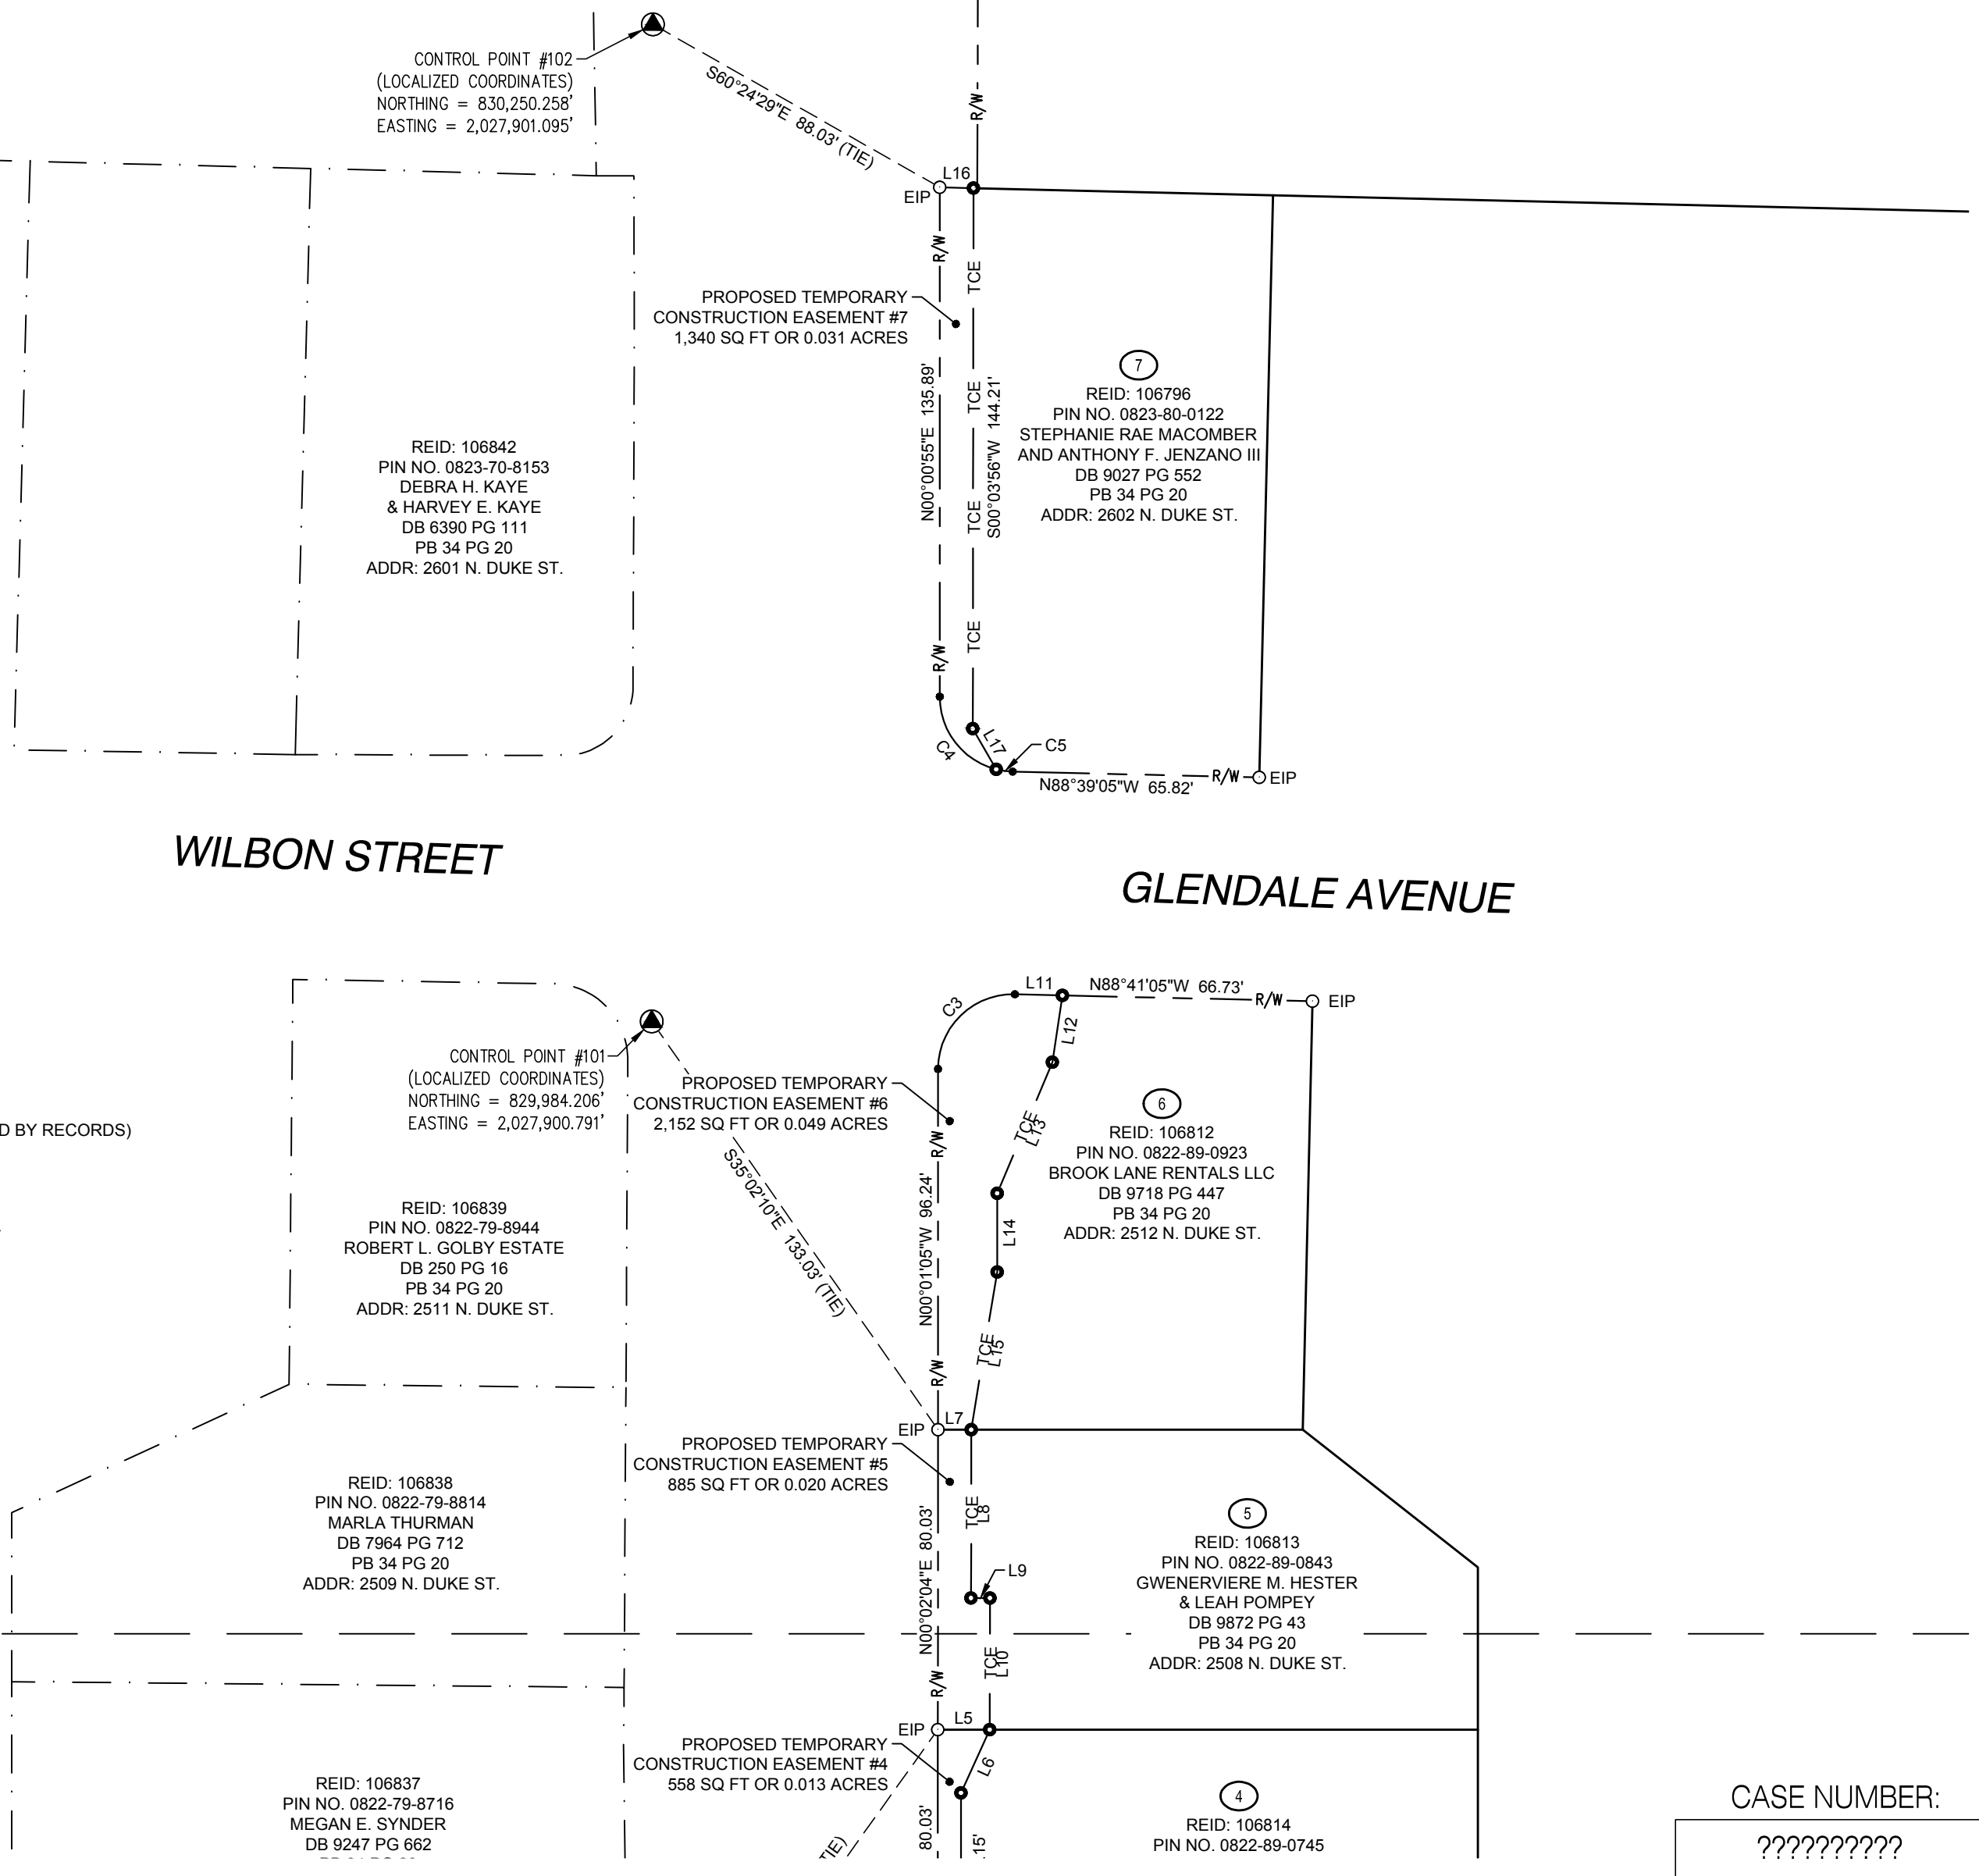 CONTROL POINT #102
(LOCALIZED COORDINATES)
NORTHING = 830,250.258'
EASTING = 2,027,901.095'
S60°24'29"E 88.03' (TIE)
R/W
L16
EIP
R/W
TCE
PROPOSED TEMPORARY
CONSTRUCTION EASEMENT #7
1,340 SQ FT OR 0.031 ACRES
N00°00'55"E 135.89'
TCE
S00°03'56"W 144.21'
TCE
TCE
R/W
7
REID: 106796
PIN NO. 0823-80-0122
STEPHANIE RAE MACOMBER
AND ANTHONY F. JENZANO III
DB 9027 PG 552
PB 34 PG 20
ADDR: 2602 N. DUKE ST.
REID: 106842
PIN NO. 0823-70-8153
DEBRA H. KAYE
& HARVEY E. KAYE
DB 6390 PG 111
PB 34 PG 20
ADDR: 2601 N. DUKE ST.
C4
L17
C5
N88°39'05"W 65.82'
R/W
EIP
WILBON STREET
GLENDALE AVENUE
C3
L11
N88°41'05"W 66.73'
R/W
EIP
L12
CONTROL POINT #101
(LOCALIZED COORDINATES)
NORTHING = 829,984.206'
EASTING = 2,027,900.791'
PROPOSED TEMPORARY
CONSTRUCTION EASEMENT #6
2,152 SQ FT OR 0.049 ACRES
D BY RECORDS)
R/W
TCE
L13
6
REID: 106812
PIN NO. 0822-89-0923
BROOK LANE RENTALS LLC
DB 9718 PG 447
PB 34 PG 20
ADDR: 2512 N. DUKE ST.
S35°02'10"E 133.03' (TIE)
N00°01'05"W 96.24'
L14
TCE
L15
R/W
REID: 106839
PIN NO. 0822-79-8944
ROBERT L. GOLBY ESTATE
DB 250 PG 16
PB 34 PG 20
ADDR: 2511 N. DUKE ST.
EIP
L7
PROPOSED TEMPORARY
CONSTRUCTION EASEMENT #5
885 SQ FT OR 0.020 ACRES
TCE
L8
N00°02'04"E 80.03'
L9
TCE
L10
R/W
REID: 106838
PIN NO. 0822-79-8814
MARLA THURMAN
DB 7964 PG 712
PB 34 PG 20
ADDR: 2509 N. DUKE ST.
5
REID: 106813
PIN NO. 0822-89-0843
GWENERVIERE M. HESTER
& LEAH POMPEY
DB 9872 PG 43
PB 34 PG 20
ADDR: 2508 N. DUKE ST.
EIP
L5
PROPOSED TEMPORARY
CONSTRUCTION EASEMENT #4
558 SQ FT OR 0.013 ACRES
L6
REID: 106837
PIN NO. 0822-79-8716
MEGAN E. SYNDER
DB 9247 PG 662
TIE)
80.03'
15'
4
REID: 106814
PIN NO. 0822-89-0745
CASE NUMBER:
??????????